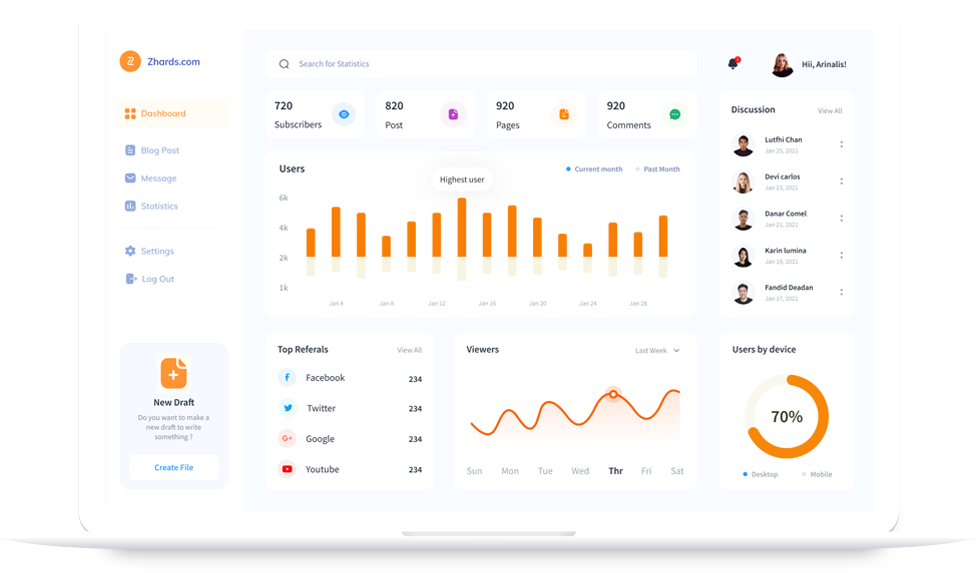 Zhards.com
Dashboard
Blog Post
Message
Statistics
Settings
Log Out
New Draft
Do you want to make a
new draft to write
something ?
Create File
Search for Statistics
Hii, Arinalis!
720
Subscribers
820
Post
920
Pages
920
Comments
Users
Current month
Past Month
Highest user
6k
4k
2k
1k
Jan 4
Jan 8
Jan 12
Jan 16
Jan 20
Jan 24
Jan 28
Discussion
View All
Lutfhi Chan
Jan 25, 2021
Devi carlos
Jan 23, 2021
Danar Comel
Jan 21, 2021
Karin lumina
Jan 19, 2021
Fandid Deadan
Jan 17, 2021
Top Referals
View All
Facebook 234
Twitter 234
G+ Google 234
Youtube 234
Viewers
Last Week
Sun Mon Tue Wed Thr Fri Sat
Users by device
70%
Desktop
Mobile